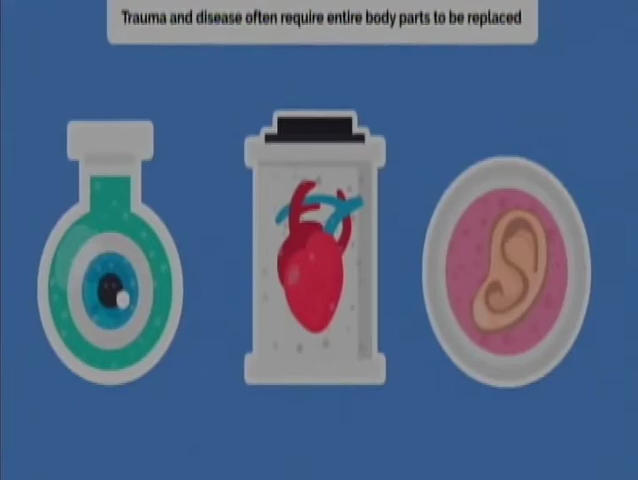 Trauma and disease often require entire body parts to be replaced